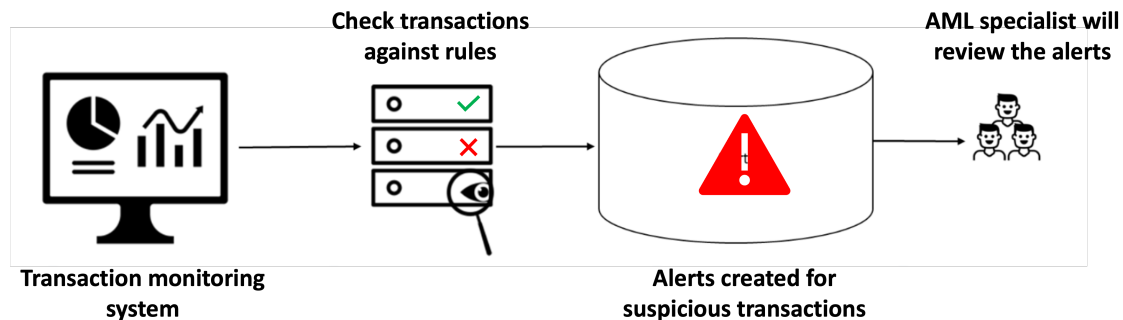 Check transactions
against rules
AML specialist will
review the alerts
Transaction monitoring
system
Alerts created for
suspicious transactions